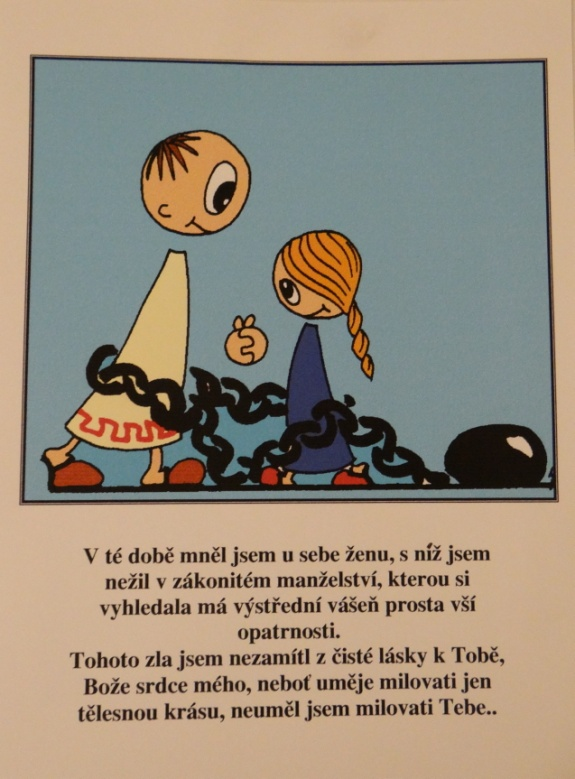 V té době mněl jsem u sebe ženu, s níž jsem
nežil v zákonitém manželství, kterou si
vyhledala má výstřední vášeň prosta vší
opatrnosti.
Tohoto zla jsem nezamítl z čisté lásky k Tobě,
Bože srdce mého, neboť uměje milovati jen
tělesnou krásu, neuměl jsem milovati Tebe..